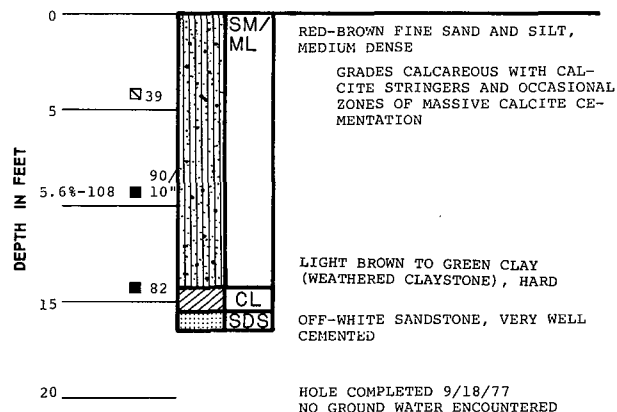 0
SM/
ML
RED-BROWN FINE SAND AND SILT,
MEDIUM DENSE
GRADES CALCAREOUS WITH CAL-
CITE STRINGERS AND OCCASIONAL
ZONES OF MASSIVE CALCITE CE-
MENTATION
39
5
DEPTH IN FEET
90/
5.6%-108 10"
LIGHT BROWN TO GREEN CLAY
(WEATHERED CLAYSTONE), HARD
82
15
CL
SDS
OFF-WHITE SANDSTONE, VERY WELL
CEMENTED
20
HOLE COMPLETED 9/18/77
NO GROUND WATER ENCOUNTERED